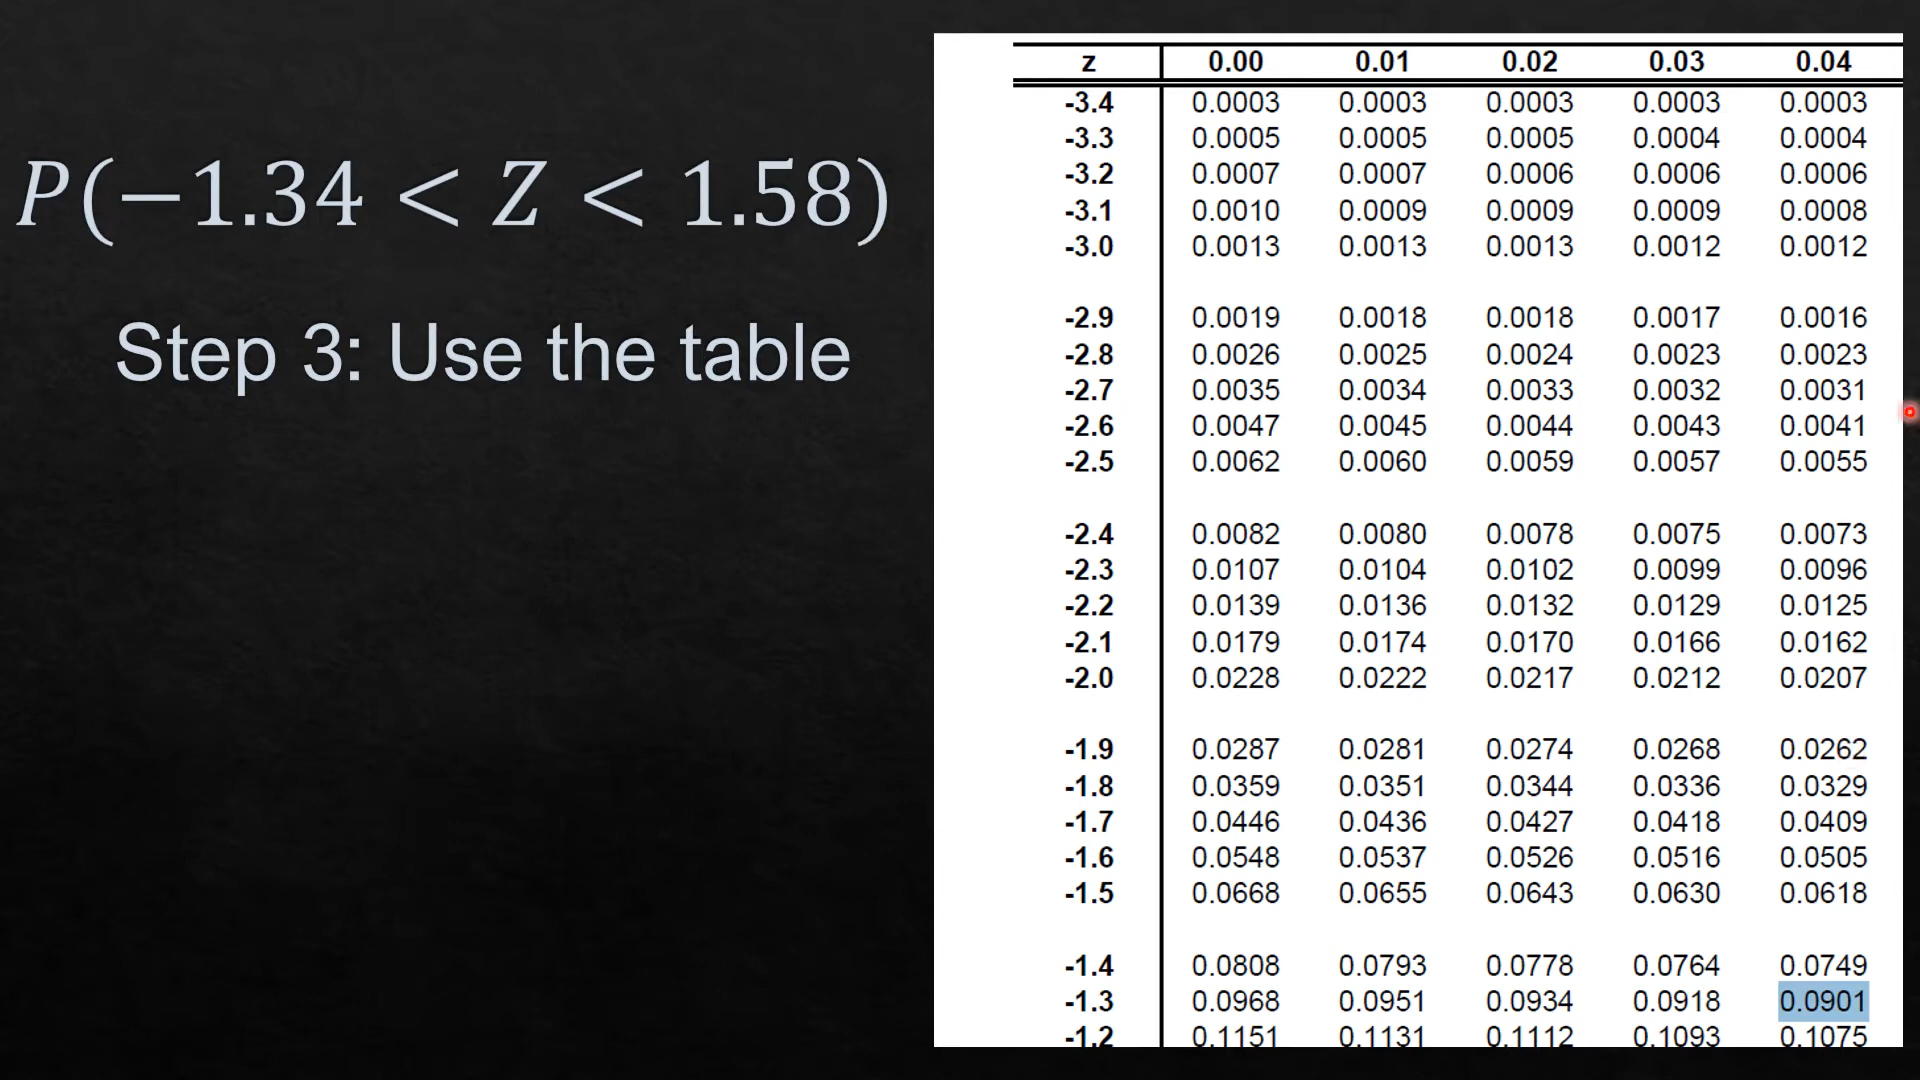 P(−1.34 < Z < 1.58)
Step 3: Use the table
z 0.00 0.01 0.02 0.03 0.04
-3.4 0.0003 0.0003 0.0003 0.0003 0.0003
-3.3 0.0005 0.0005 0.0005 0.0004 0.0004
-3.2 0.0007 0.0007 0.0006 0.0006 0.0006
-3.1 0.0010 0.0009 0.0009 0.0009 0.0008
-3.0 0.0013 0.0013 0.0013 0.0012 0.0012
-2.9 0.0019 0.0018 0.0018 0.0017 0.0016
-2.8 0.0026 0.0025 0.0024 0.0023 0.0023
-2.7 0.0035 0.0034 0.0033 0.0032 0.0031
-2.6 0.0047 0.0045 0.0044 0.0043 0.0041
-2.5 0.0062 0.0060 0.0059 0.0057 0.0055
-2.4 0.0082 0.0080 0.0078 0.0075 0.0073
-2.3 0.0107 0.0104 0.0102 0.0099 0.0096
-2.2 0.0139 0.0136 0.0132 0.0129 0.0125
-2.1 0.0179 0.0174 0.0170 0.0166 0.0162
-2.0 0.0228 0.0222 0.0217 0.0212 0.0207
-1.9 0.0287 0.0281 0.0274 0.0268 0.0262
-1.8 0.0359 0.0351 0.0344 0.0336 0.0329
-1.7 0.0446 0.0436 0.0427 0.0418 0.0409
-1.6 0.0548 0.0537 0.0526 0.0516 0.0505
-1.5 0.0668 0.0655 0.0643 0.0630 0.0618
-1.4 0.0808 0.0793 0.0778 0.0764 0.0749
-1.3 0.0968 0.0951 0.0934 0.0918 0.0901
-1.2 0.1151 0.1131 0.1112 0.1093 0.1075